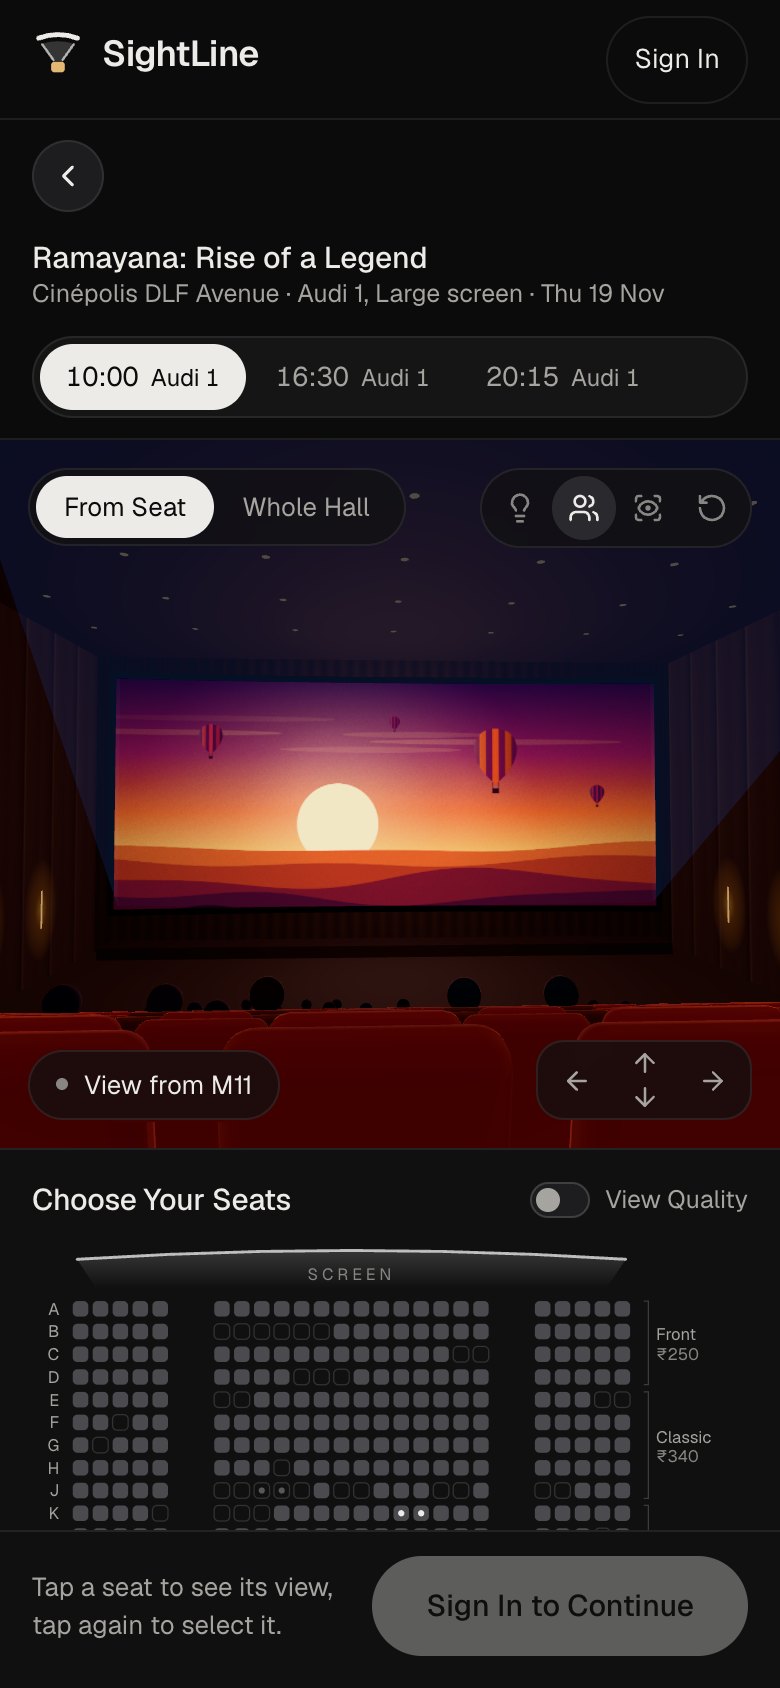 SightLine
Sign In
Ramayana: Rise of a Legend
Cinépolis DLF Avenue · Audi 1, Large screen · Thu 19 Nov
10:00 Audi 1
16:30 Audi 1
20:15 Audi 1
From Seat
Whole Hall
View from M11
Choose Your Seats
View Quality
SCREEN
A
B
C
D
Front
₹250
E
F
G
H
J
Classic
₹340
K
Tap a seat to see its view,
tap again to select it.
Sign In to Continue